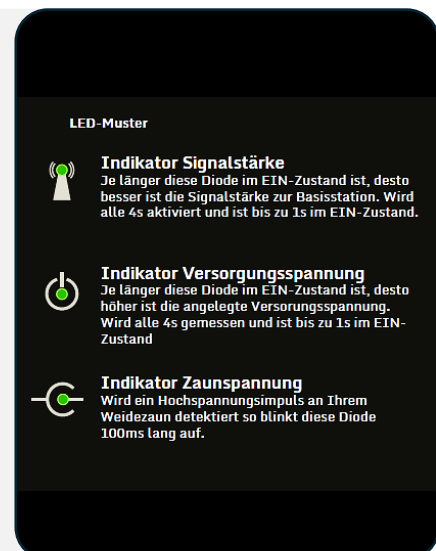 LED-Muster
Indikator Signalstärke
Je länger diese Diode im EIN-Zustand ist, desto
besser ist die Signalstärke zur Basisstation. Wird
alle 4s aktiviert und ist bis zu 1s im EIN-Zustand.
Indikator Versorgungsspannung
Je länger diese Diode im EIN-Zustand ist, desto
höher ist die angelegte Versorungsspannung.
Wird alle 4s gemessen und ist bis zu 1s im EIN-
Zustand
Indikator Zaunspannung
Wird ein Hochspannungsimpuls an Ihrem
Weidezaun detektiert so blinkt diese Diode
100ms lang auf.